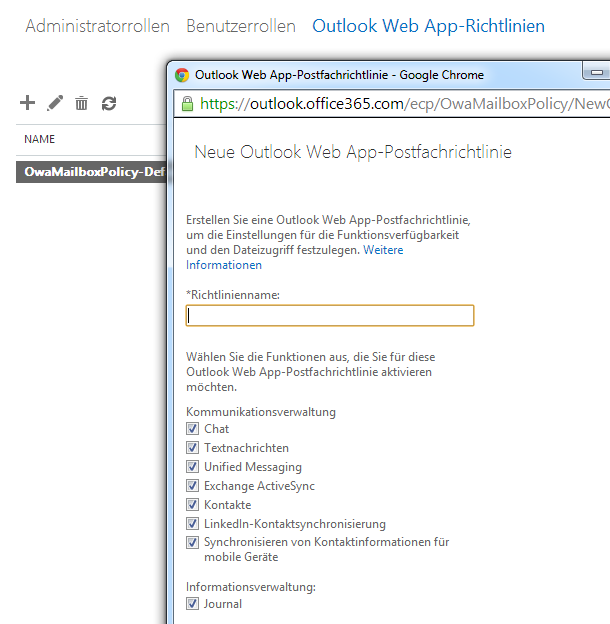 Administratorrollen Benutzerrollen Outlook Web App-Richtlinien
Outlook Web App-Postfachrichtlinie - Google Chrome
https://outlook.office365.com/ecp/OwaMailboxPolicy/New
NAME
OwaMailboxPolicy-Def
Neue Outlook Web App-Postfachrichtlinie
Erstellen Sie eine Outlook Web App-Postfachrichtlinie,
um die Einstellungen für die Funktionsverfügbarkeit
und den Dateizugriff festzulegen. Weitere
Informationen
*Richtlinienname:
Wählen Sie die Funktionen aus, die Sie für diese
Outlook Web App-Postfachrichtlinie aktivieren
möchten.
Kommunikationsverwaltung
Chat
Textnachrichten
Unified Messaging
Exchange ActiveSync
Kontakte
LinkedIn-Kontaktsynchronisierung
Synchronisieren von Kontaktinformationen für
mobile Geräte
Informationsverwaltung:
Journal